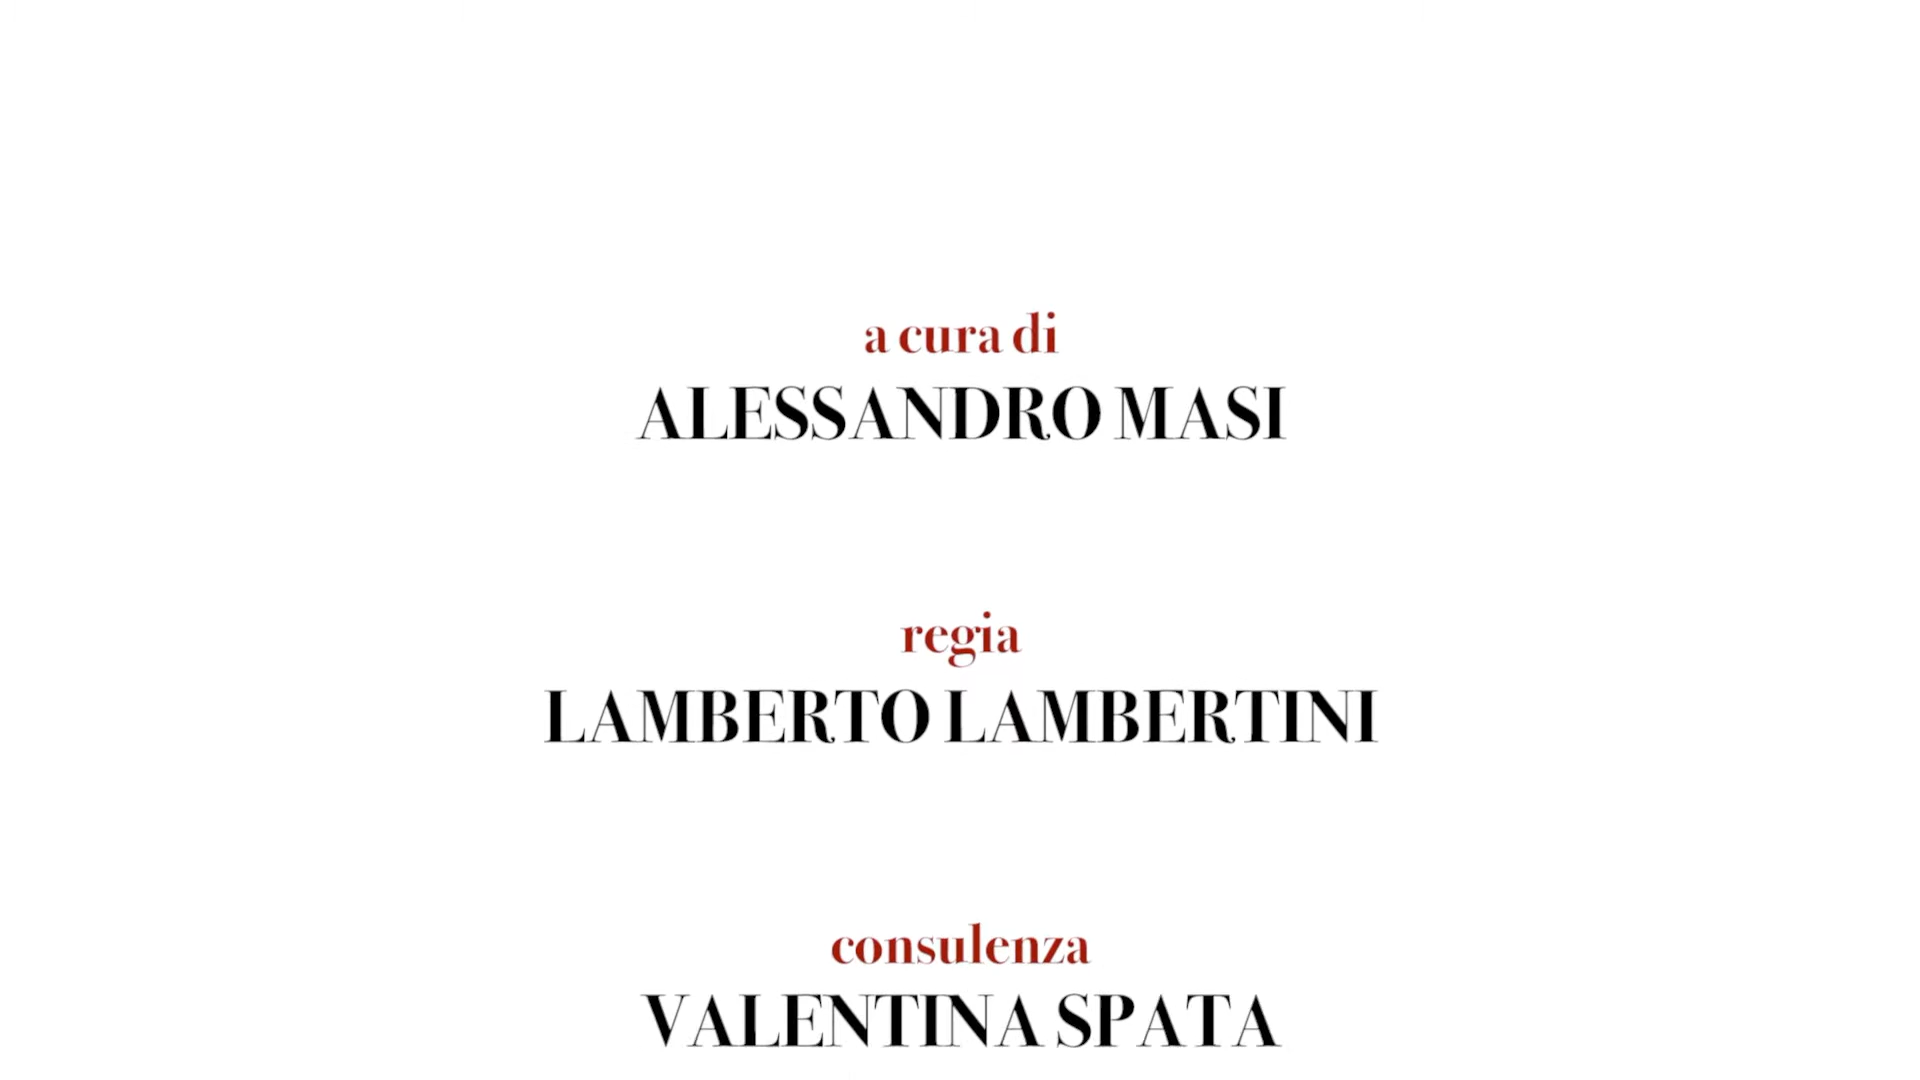 a cura di
ALESSANDRO MASI
regia
LAMBERTO LAMBERTINI
consulenza
VALENTINA SPATA